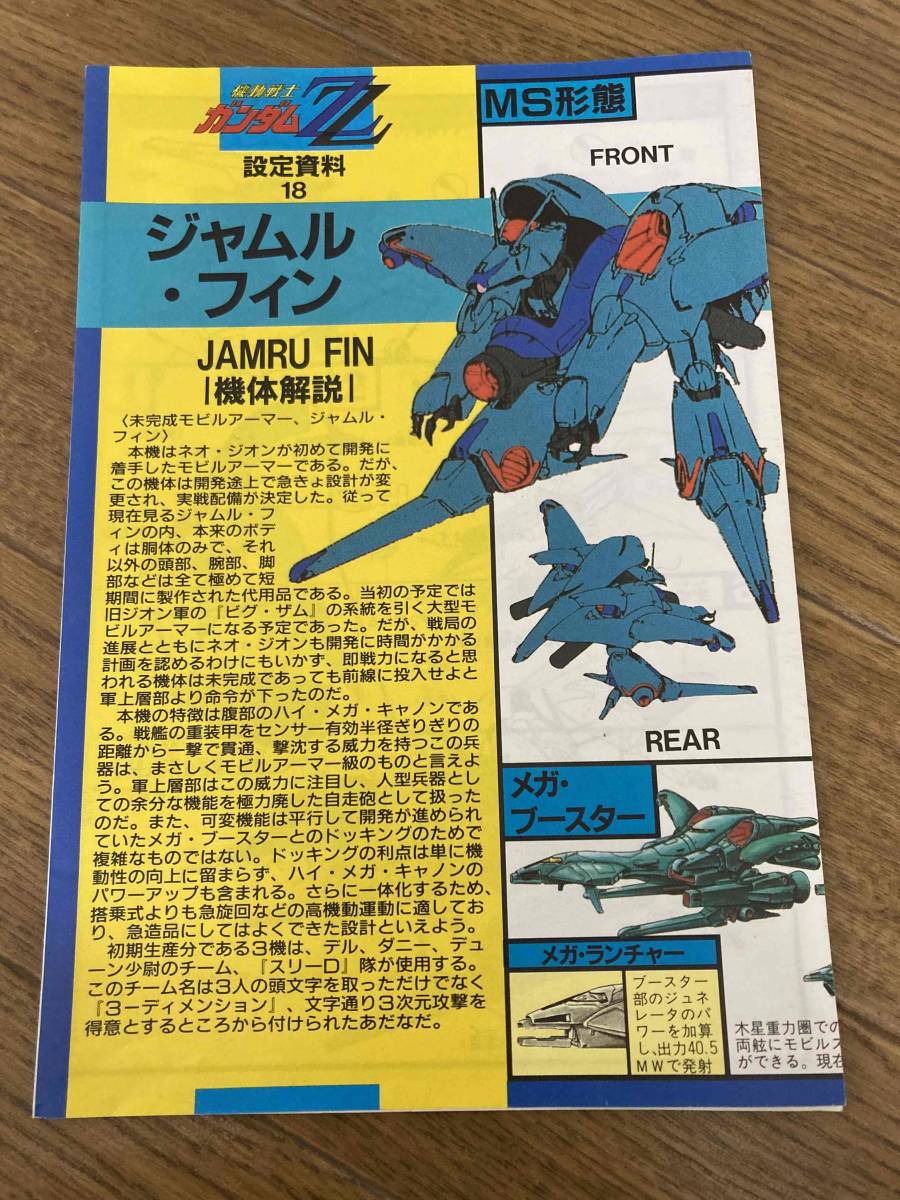 機動戦士
ガンダムZZ
設定資料
18
ジャムル
・フィン
JAMRU FIN
|機体解説|
〈未完成モビルアーマー、ジャムル・
フィン〉
本機はネオ・ジオンが初めて開発に
着手したモビルアーマーである。だが、
この機体は開発途上で急きょ設計が変
更され、実戦配備が決定した。従って
現在見るジャムル・フ
ィンの内、本来のボデ
ィは胴体のみで、それ
以外の頭部、腕部、脚
部などは全て極めて短
期間に製作された代用品である。当初の予定では
旧ジオン軍の『ビグ・ザム』の系統を引く大型モ
ビルアーマーになる予定であった。だが、戦局の
進展とともにネオ・ジオンも開発に時間がかかる
計画を認めるわけにもいかず、即戦力になると思
われる機体は未完成であっても前線に投入せよと
軍上層部より命令が下ったのだ。
本機の特徴は腹部のハイ・メガ・キャノンであ
る。戦艦の重装甲をセンサー有効半径ぎりぎりの
距離から一撃で貫通、撃沈する威力を持つこの兵
器は、まさしくモビルアーマー級のものと言えよ
う。軍上層部はこの威力に注目し、人型兵器とし
ての余分な機能を極力廃した自走砲として扱った
のだ。また、可変機能は平行して開発が進められ
ていたメガ・ブースターとのドッキングのためで
複雑なものではない。ドッキングの利点は単に機
動性の向上に留まらず、ハイ・メガ・キャノンの
パワーアップも含まれる。さらに一体化するため、
搭乗式よりも急旋回などの高機動運動に適してお
り、急造品にしてはよくできた設計といえよう。
初期生産分である3機は、デル、ダニー、デュ
ーン少尉のチーム、『スリーD』隊が使用する。
このチーム名は3人の頭文字を取っただけでなく
『3ーディメンション』、文字通り3次元攻撃を
得意とするところから付けられたあだなだ。
MS形態
FRONT
REAR
メガ・
ブースター
メガ・ランチャー
ブースター
部のジュネ
レータのパ
ワーを加算
し、出力40.5
MWで発射
木星重力圏での
両舷にモビルス
ができる。現在